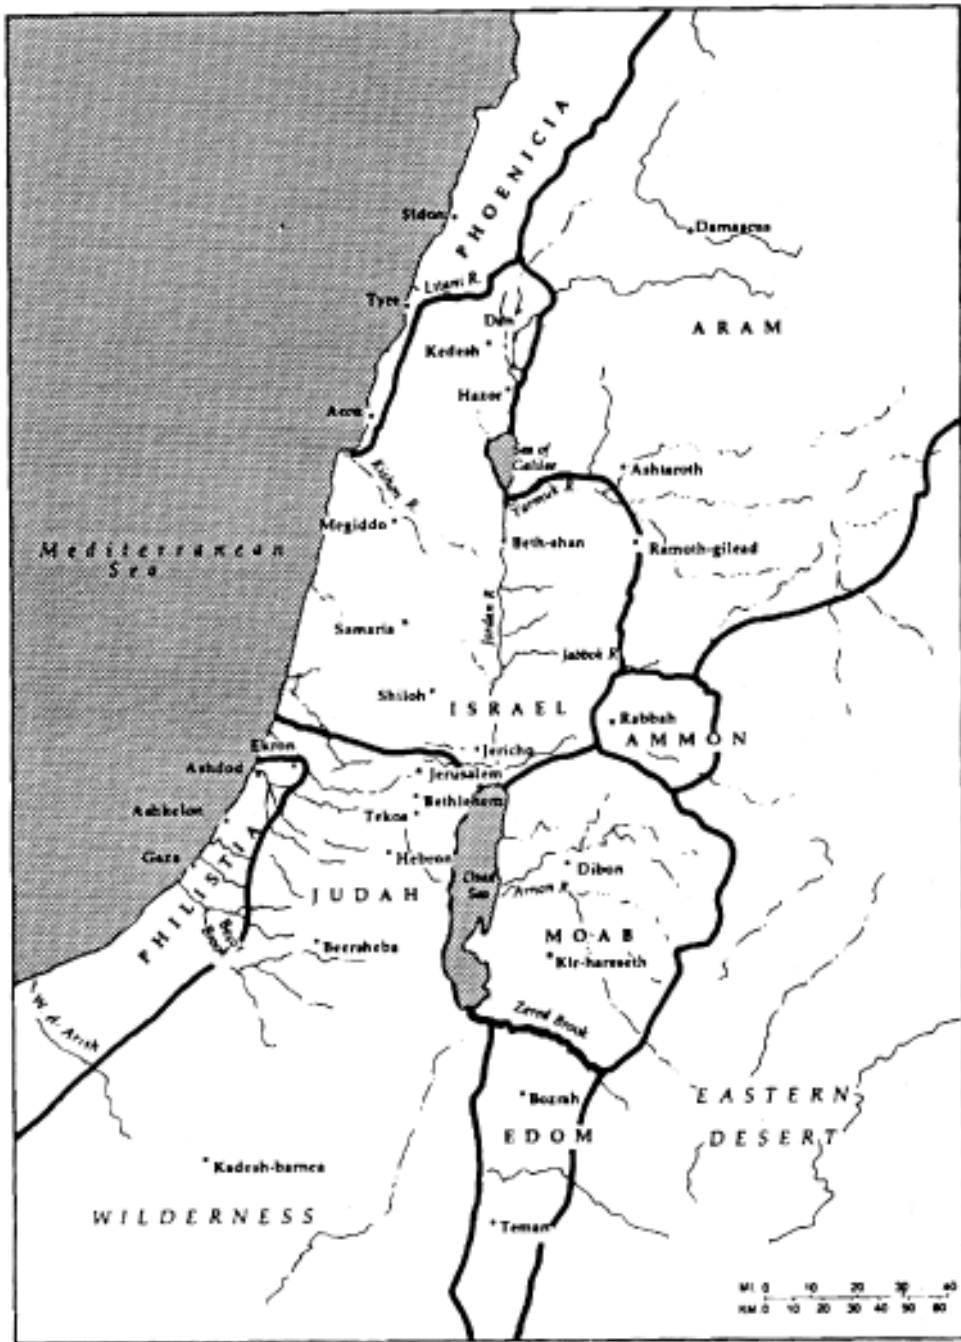 PHOENICIA
Sidon
Damascus
Litani R.
Tyre
Dan
ARAM
Kedesh
Hazor
Acco
Sea of
Galilee
Ashtaroth
Kishon R.
Yarmuk R.
Megiddo
Mediterranean
Sea
Beth-shan
Ramoth-gilead
Jordan R.
Samaria
Jabbok R.
Shiloh
ISRAEL
Rabbah
AMMON
Ekron
Jericho
Ashdod
Jerusalem
Bethlehem
Ashkelon
Tekoa
Gaza
Hebron
Dead
Sea
Dibon
Arnon R.
JUDAH
PHILISTIA
Brook
MOAB
Beersheba
Kir-hareseth
W. el-Arish
Zered Brook
Bozrah
EASTERN
DESERT
EDOM
Kadesh-barnea
WILDERNESS
Teman
MI. 0 10 20 30 40
KM. 0 10 20 30 40 50 60